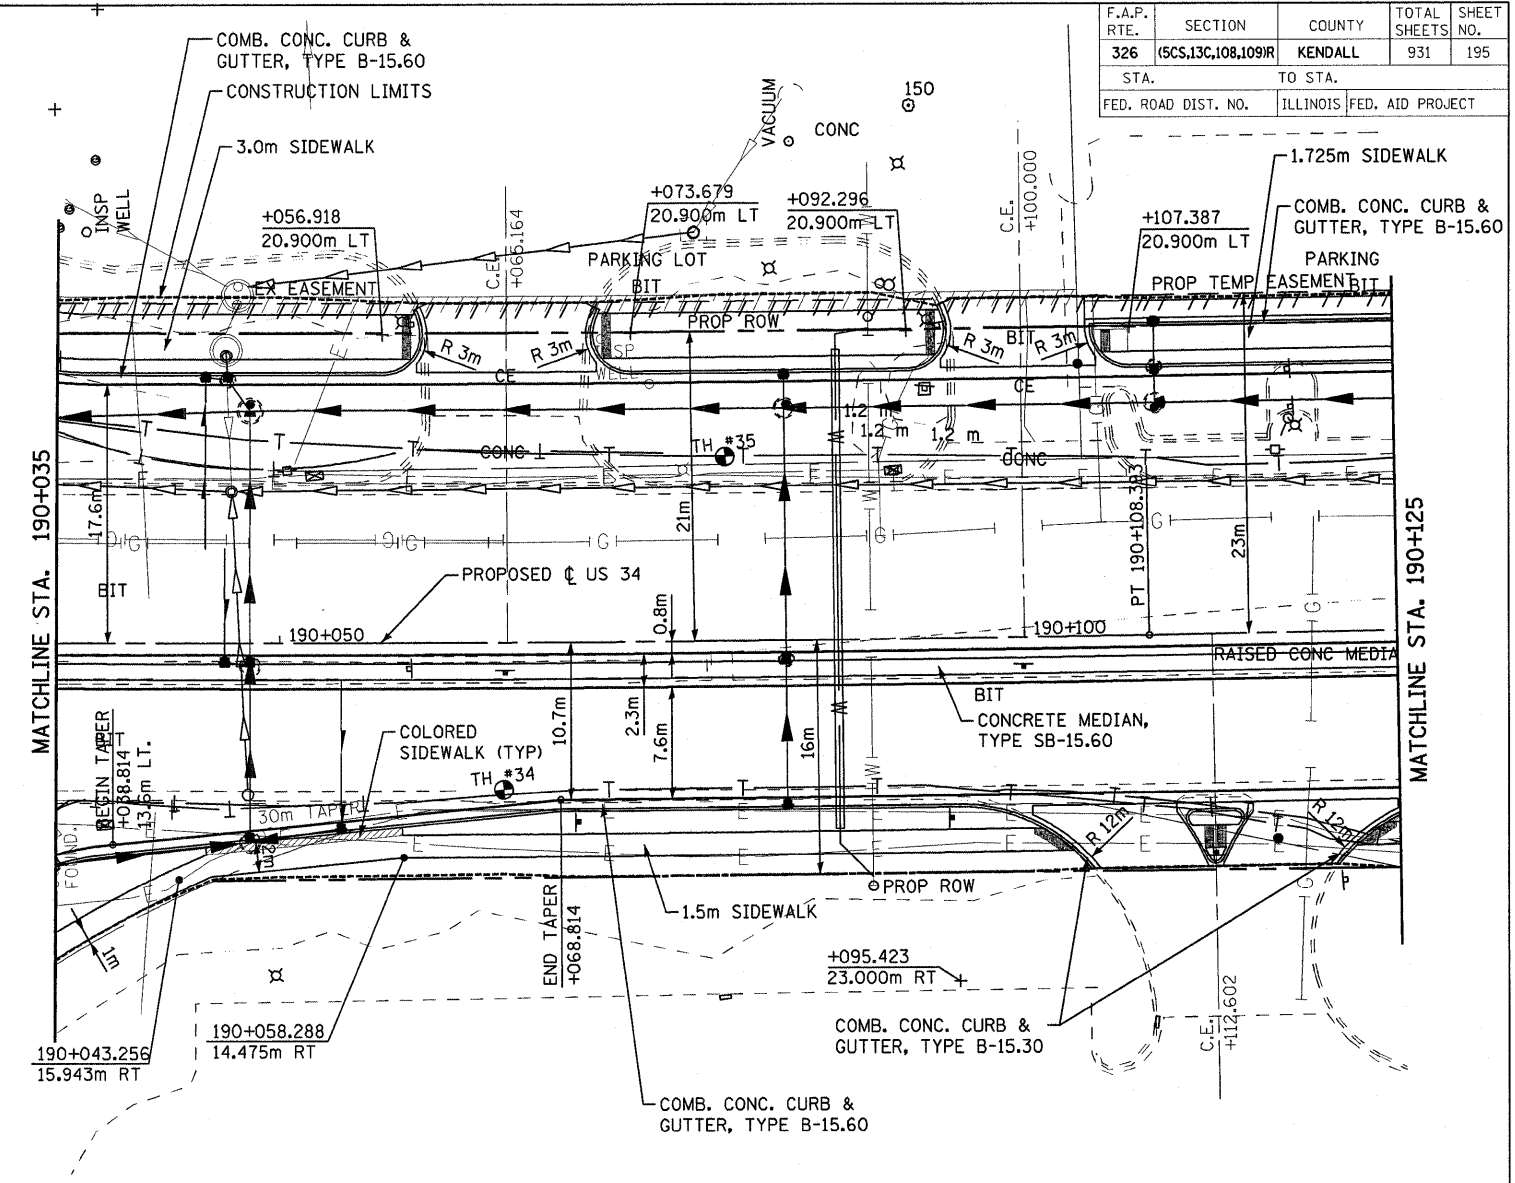 F.A.P. RTE. SECTION COUNTY TOTAL SHEETS SHEET NO.
326 (5CS,13C,108,109)R KENDALL 931 195
STA. TO STA.
FED. ROAD DIST. NO. ILLINOIS FED. AID PROJECT
COMB. CONC. CURB &
GUTTER, TYPE B-15.60
CONSTRUCTION LIMITS
3.0m SIDEWALK
INSP
WELL
VACUUM
CONC
150
1.725m SIDEWALK
COMB. CONC. CURB &
GUTTER, TYPE B-15.60
+056.918
20.900m LT
C.E.
+065.164
+073.679
20.900m LT
+092.296
20.900m LT
C.E.
+100.000
+107.387
20.900m LT
PARKING LOT
BIT
PARKING
BIT
EX EASEMENT
PROP TEMP EASEMENT
PROP ROW
R 3m
R 3m
R 3m
R 3m
BIT
SP
WELL
CE
CE
1.2 m
1.2 m
1.2 m
TH #35
CONC
CONC
MATCHLINE STA. 190+035
MATCHLINE STA. 190+125
17.6m
21m
23m
PT 190+108.393
BIT
PROPOSED ℄ US 34
190+050
190+100
0.8m
RAISED CONC MEDIA
10.7m
2.3m
7.6m
16m
BIT
CONCRETE MEDIAN,
TYPE SB-15.60
COLORED
SIDEWALK (TYP)
TH #34
BEGIN TAPER
+038.814
13.6m LT.
30m TAPER
FOUND.
2m
1m
R 12m
R 12m
END TAPER
+068.814
1.5m SIDEWALK
PROP ROW
+095.423
23.000m RT
190+043.256
15.943m RT
190+058.288
14.475m RT
COMB. CONC. CURB &
GUTTER, TYPE B-15.30
C.E.
+112.602
COMB. CONC. CURB &
GUTTER, TYPE B-15.60